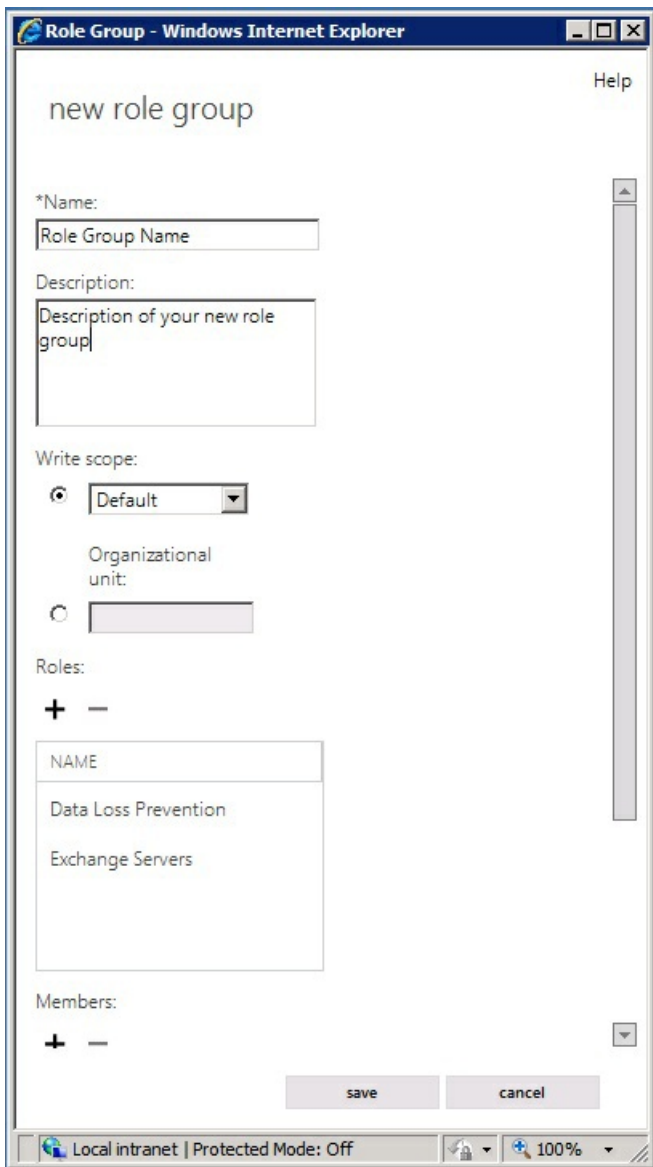 Role Group - Windows Internet Explorer
Help
new role group
*Name:
Role Group Name
Description:
Description of your new role
group
Write scope:
Default
Organizational
unit:
Roles:
NAME
Data Loss Prevention
Exchange Servers
Members:
save cancel
Local intranet | Protected Mode: Off 100%